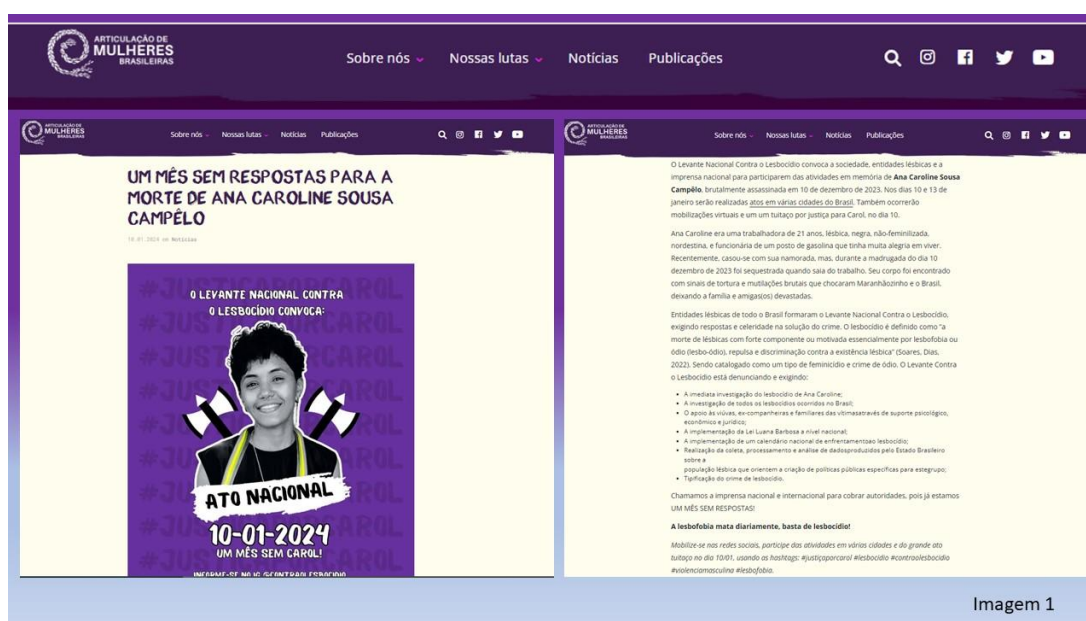 ARTICULAÇÃO DE
MULHERES
BRASILEIRAS
Sobre nós Nossas lutas Notícias Publicações
ARTICULAÇÃO DE
MULHERES
BRASILEIRAS
Sobre nós Nossas lutas Notícias Publicações
UM MÊS SEM RESPOSTAS PARA A
MORTE DE ANA CAROLINE SOUSA
CAMPÊLO
2024 em Notícias
#JUSTIÇAPORCAROL
O LEVANTE NACIONAL CONTRA
O LESBOCÍDIO CONVOCA:
ATO NACIONAL
10-01-2024
UM MÊS SEM CAROL!
INFORME-SE NO IG @CONTRAOLESBOCIDIO
ARTICULAÇÃO DE
MULHERES
BRASILEIRAS
Sobre nós Nossas lutas Notícias Publicações
O Levante Nacional Contra o Lesbocídio convoca a sociedade, entidades lésbicas e a
imprensa nacional para participarem das atividades em memória de Ana Caroline Sousa
Campêlo, brutalmente assassinada em 10 de dezembro de 2023. Nos dias 10 e 13 de
janeiro serão realizadas atos em várias cidades do Brasil. Também ocorrerão
mobilizações virtuais e um um tuitaço por justiça para Carol, no dia 10.
Ana Caroline era uma trabalhadora de 21 anos, lésbica, negra, não-feminilizada,
nordestina, e funcionária de um posto de gasolina que tinha muita alegria em viver.
Recentemente, casou-se com sua namorada, mas, durante a madrugada do dia 10
dezembro de 2023 foi sequestrada quando saia do trabalho. Seu corpo foi encontrado
com sinais de tortura e mutilações brutais que chocaram Maranhãozinho e o Brasil,
deixando a família e amigas(os) devastadas.
Entidades lésbicas de todo o Brasil formaram o Levante Nacional Contra o Lesbocídio,
exigindo respostas e celeridade na solução do crime. O lesbocídio é definido como "a
morte de lésbicas com forte componente ou motivada essencialmente por lesbofobia ou
ódio (lesbo-ódio), repulsa e discriminação contra a existência lésbica" (Soares, Dias,
2022). Sendo catalogado como um tipo de feminicídio e crime de ódio. O Levante Contra
o Lesbocídio está denunciando e exigindo:
• A imediata investigação do lesbocídio de Ana Caroline;
• A investigação de todos os lesbocídios ocorridos no Brasil;
• O apoio às viúvas, ex-companheiras e familiares das vítimasatravés de suporte psicológico,
econômico e jurídico;
• A implementação da Lei Luana Barbosa a nível nacional;
• A implementação de um calendário nacional de enfrentamentoao lesbocídio;
• Realização da coleta, processamento e análise de dadosproduzidos pelo Estado Brasileiro
sobre a
população lésbica que orientem a criação de políticas públicas específicas para estegrupo;
• Tipificação do crime de lesbocídio.
Chamamos a imprensa nacional e internacional para cobrar autoridades, pois já estamos
UM MÊS SEM RESPOSTAS!
A lesbofobia mata diariamente, basta de lesbocídio!
Mobilize-se nas redes sociais, participe das atividades em várias cidades e do grande ato
tuitaço no dia 10/01, usando as hashtags: #justiçaporcarol #lesbocidio #contraolesbocidio
#violenciamasculina #lesbofobia.
Imagem 1